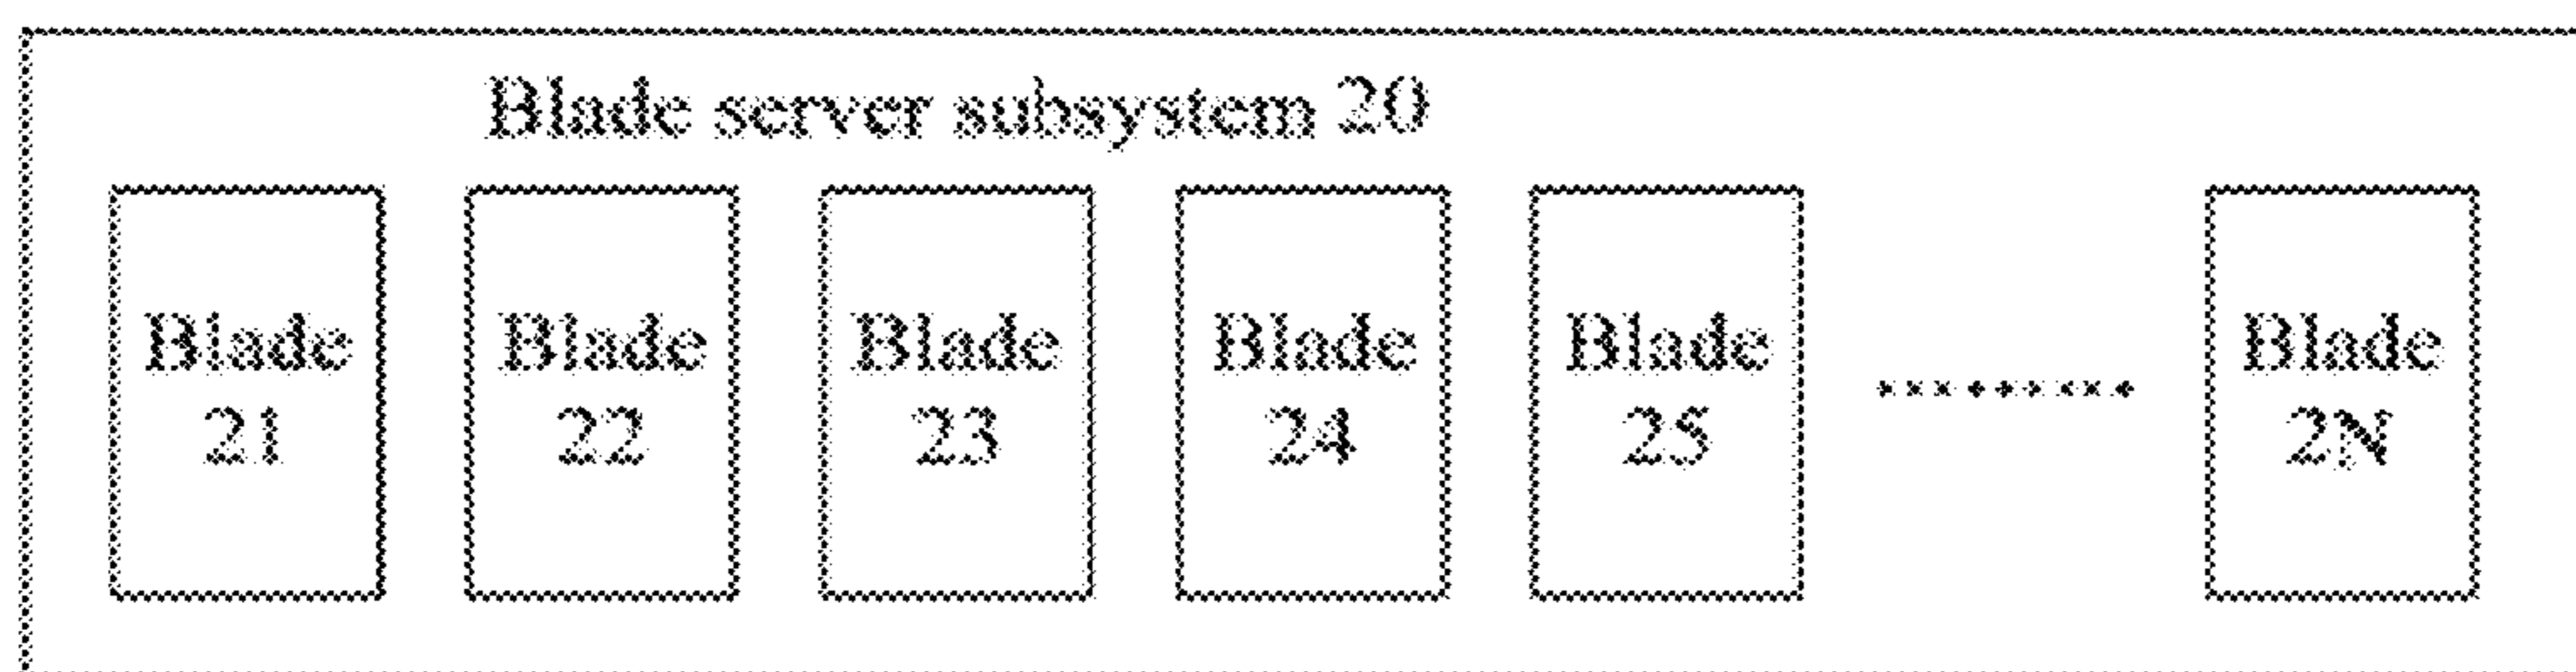 Blade server subsystem 20
Blade
21
Blade
22
Blade
23
Blade
24
Blade
25
.........
Blade
2N